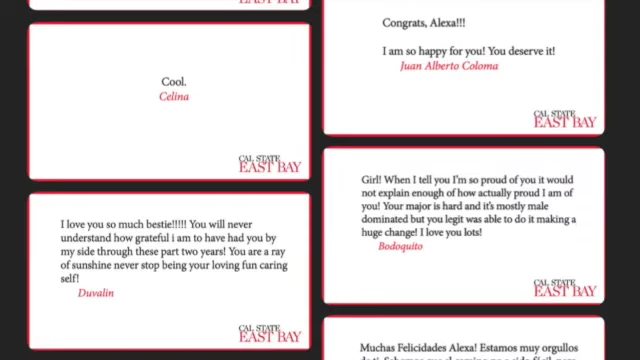 EAST BAY
Cool.
Celina
CAL STATE
EAST BAY
I love you so much bestie!!!!! You will never
understand how grateful i am to have had you by
my side through these part two years! You are a ray
of sunshine never stop being your loving fun caring
self!
Duvalin
CAL STATE
EAST BAY
Congrats, Alexa!!!
I am so happy for you! You deserve it!
Juan Alberto Coloma
CAL STATE
EAST BAY
Girl! When I tell you I'm so proud of you it would
not explain enough of how actually proud I am of
you! Your major is hard and it's mostly male
dominated but you legit was able to do it making a
huge change! I love you lots!
Bodoquito
CAL STATE
EAST BAY
Muchas Felicidades Alexa! Estamos muy orgullos